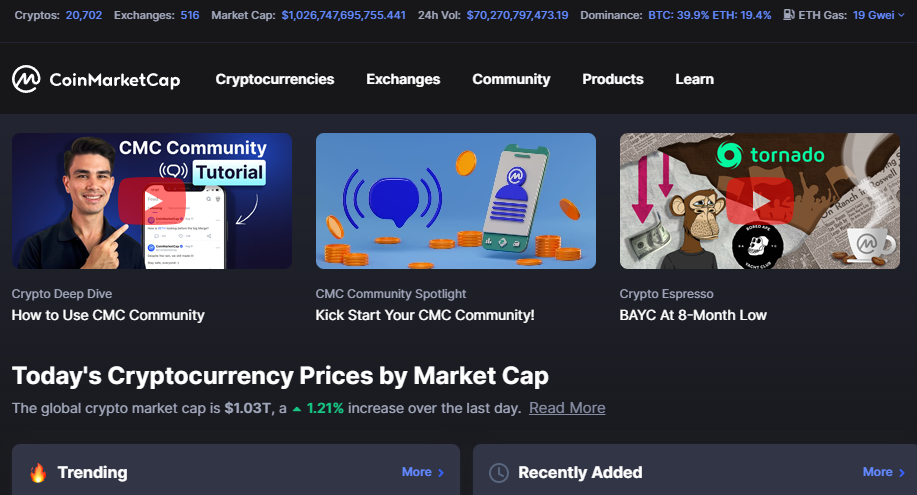 Cryptos: 20,702 Exchanges: 516 Market Cap: $1,026,747,695,755.441 24h Vol: $70,270,797,473.19 Dominance: BTC: 39.9% ETH: 19.4% ETH Gas: 19 Gwei
CoinMarketCap Cryptocurrencies Exchanges Community Products Learn
CMC Community
Tutorial
tornado
BORED APE
YACHT CLUB
Crypto Deep Dive
How to Use CMC Community
CMC Community Spotlight
Kick Start Your CMC Community!
Crypto Espresso
BAYC At 8-Month Low
Today's Cryptocurrency Prices by Market Cap
The global crypto market cap is $1.03T, a 1.21% increase over the last day. Read More
Trending More
Recently Added More